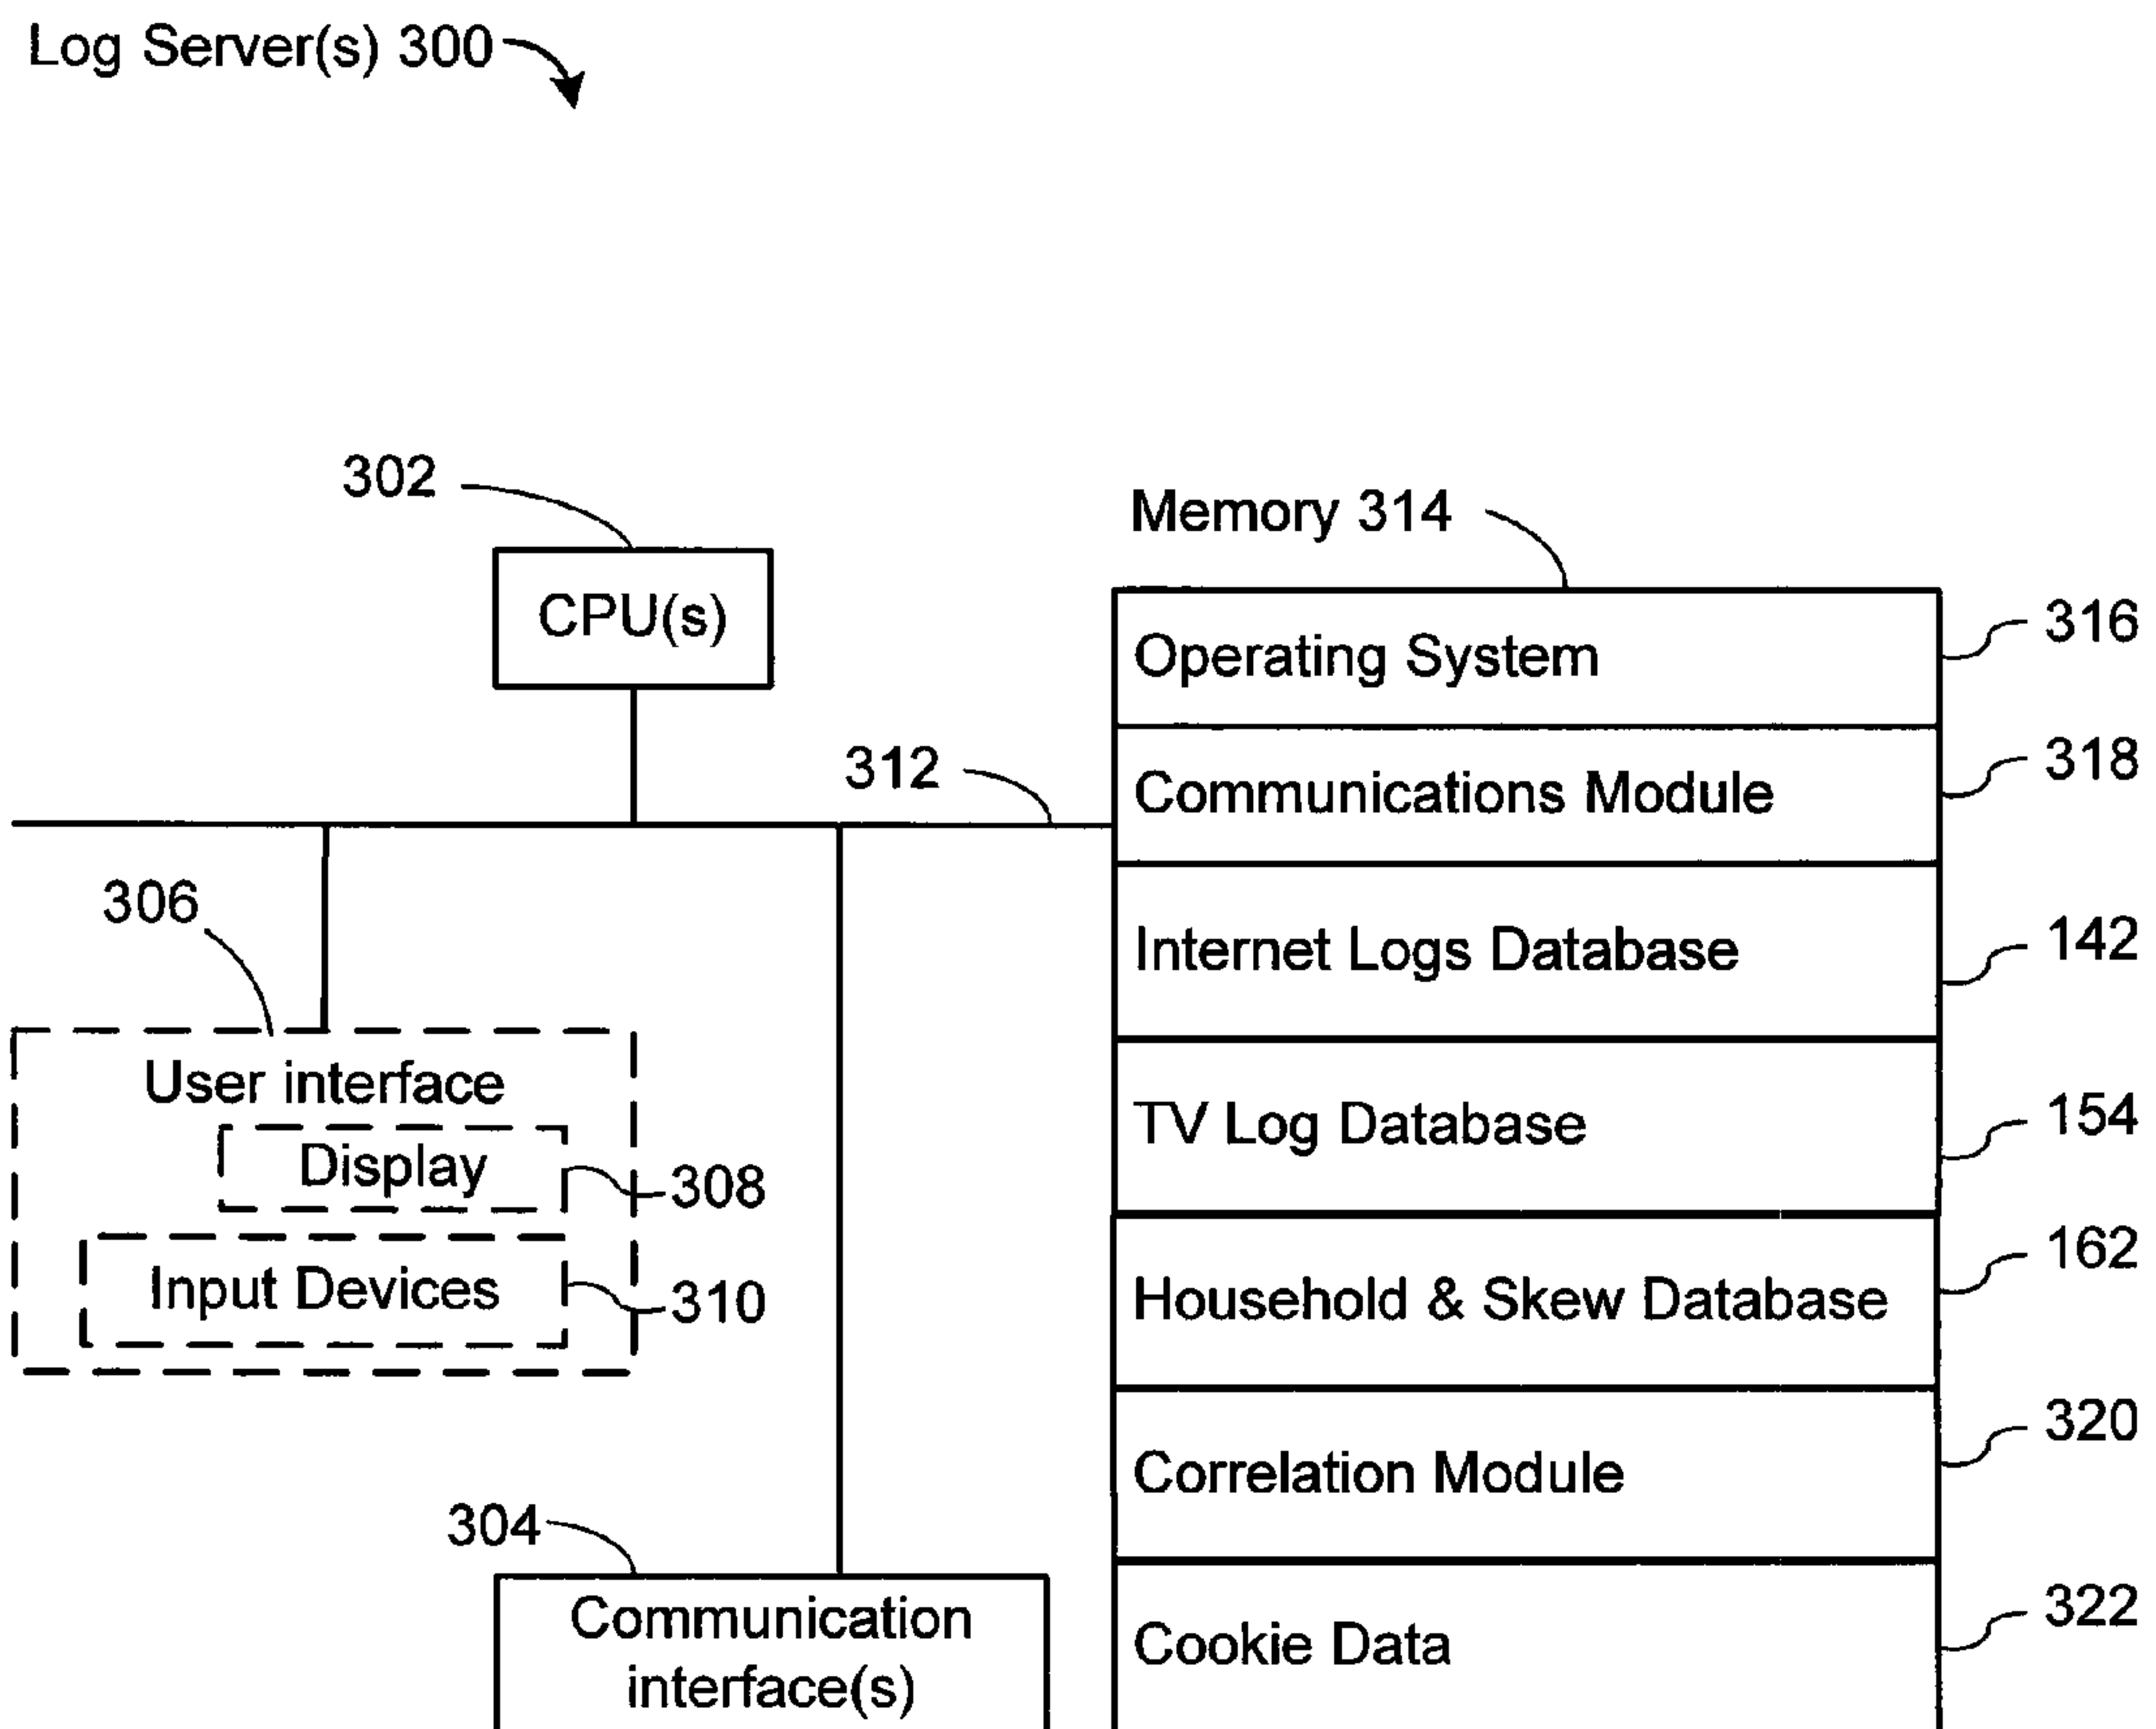 Log Server(s) 300
302
CPU(s)
312
306
User interface
Display
308
Input Devices
310
304
Communication
interface(s)
Memory 314
Operating System
316
Communications Module
318
Internet Logs Database
142
TV Log Database
154
Household & Skew Database
162
Correlation Module
320
Cookie Data
322